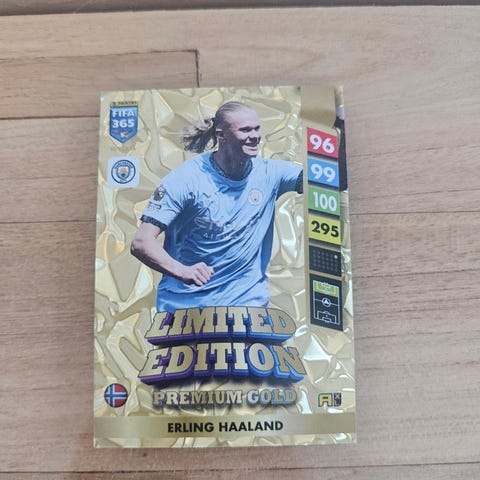 PANINI
FIFA
365
96
99
100
295
LIMITED
EDITION
PREMIUM GOLD
ERLING HAALAND